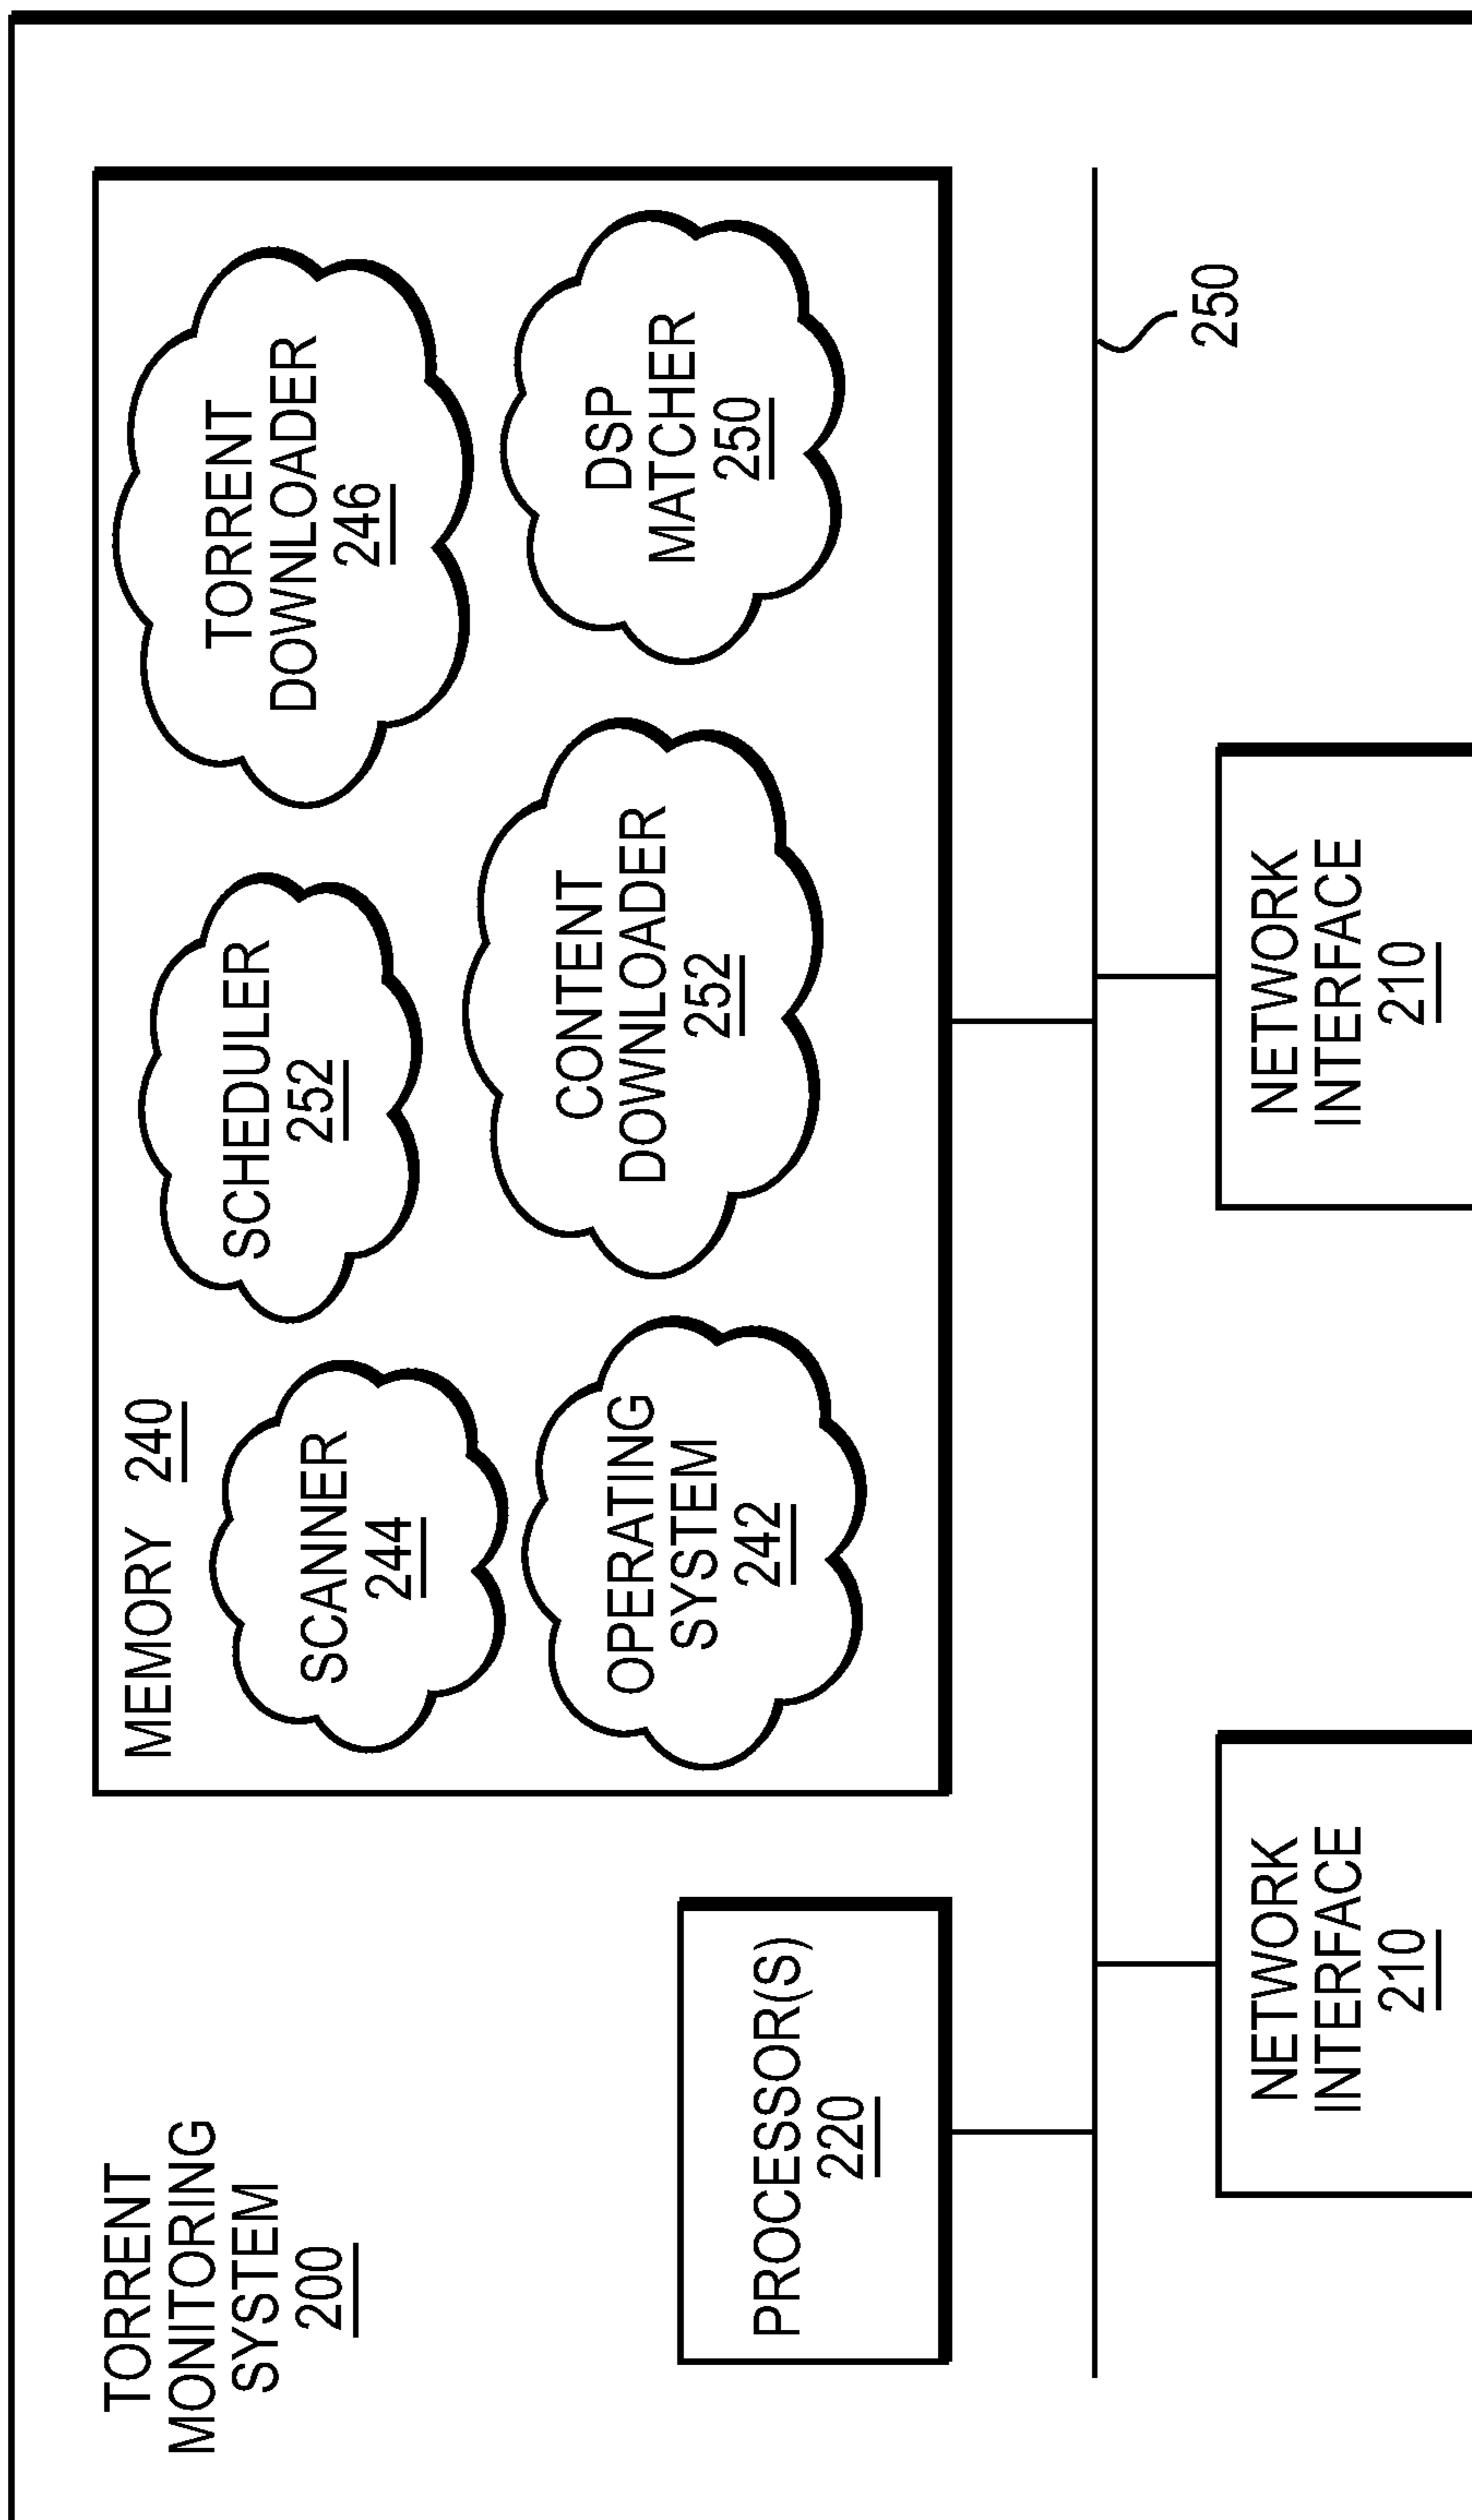 TORRENT
MONITORING
SYSTEM
200
MEMORY 240
SCANNER
244
SCHEDULER
252
TORRENT
DOWNLOADER
246
OPERATING
SYSTEM
242
CONTENT
DOWNLOADER
252
DSP
MATCHER
250
PROCESSOR(S)
220
250
NETWORK
INTERFACE
210
NETWORK
INTERFACE
210